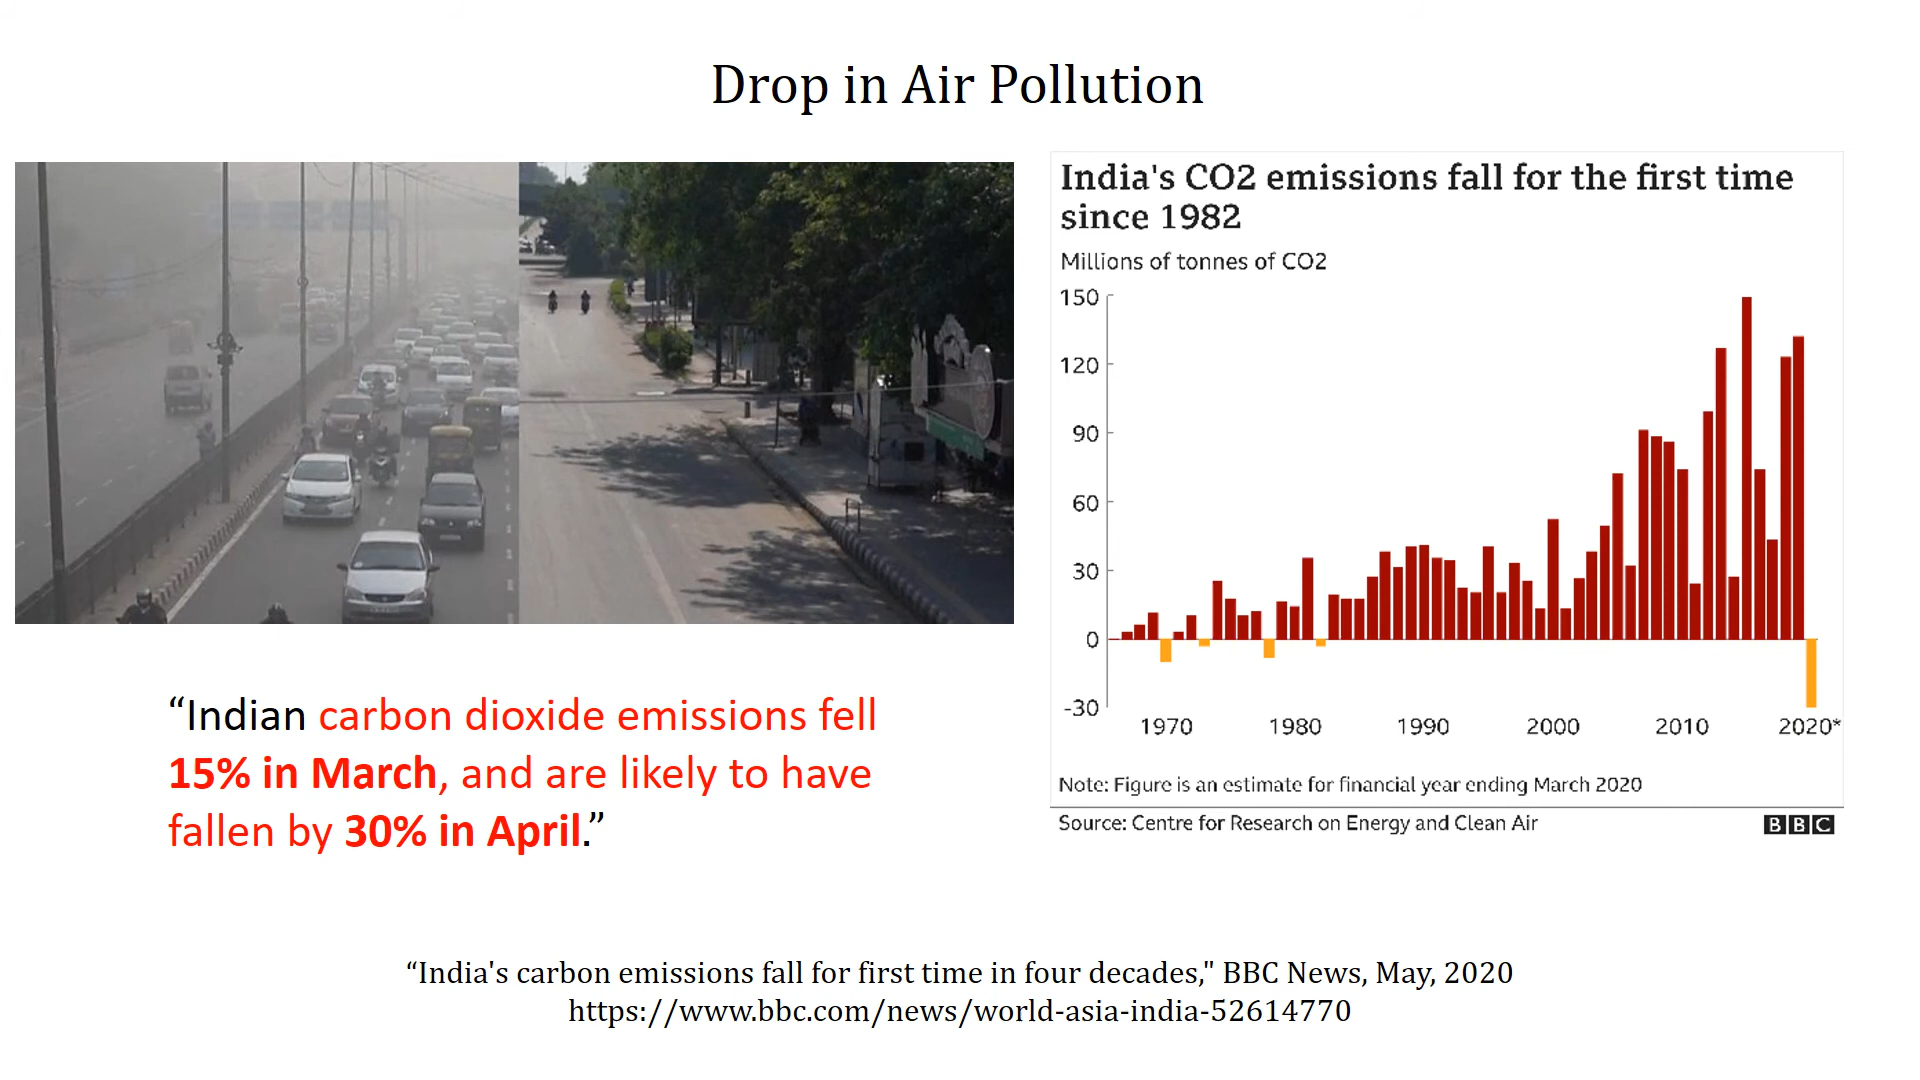 Drop in Air Pollution
India's CO2 emissions fall for the first time
since 1982
Millions of tonnes of CO2
150
120
90
60
30
0
-30
1970 1980 1990 2000 2010 2020*
Note: Figure is an estimate for financial year ending March 2020
Source: Centre for Research on Energy and Clean Air
BBC
“Indian carbon dioxide emissions fell
15% in March, and are likely to have
fallen by 30% in April.”
“India's carbon emissions fall for first time in four decades," BBC News, May, 2020
https://www.bbc.com/news/world-asia-india-52614770